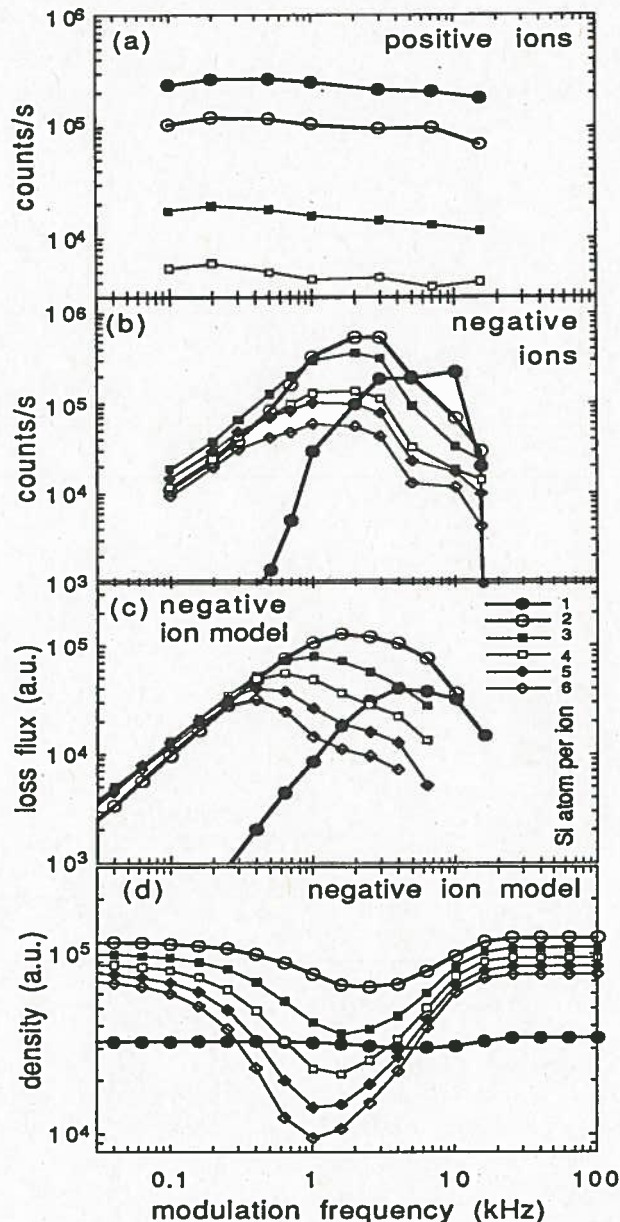 10⁶
(a) positive ions
counts/s
10⁵
10⁴
10⁶
(b) negative ions
counts/s
10⁵
10⁴
10³
(c) negative ion model
loss flux (a.u.)
10⁵
10⁴
10³
1
2
3
4
5
6
Si atom per ion
(d) negative ion model
density (a.u.)
10⁵
10⁴
0.1 1 10 100
modulation frequency (kHz)